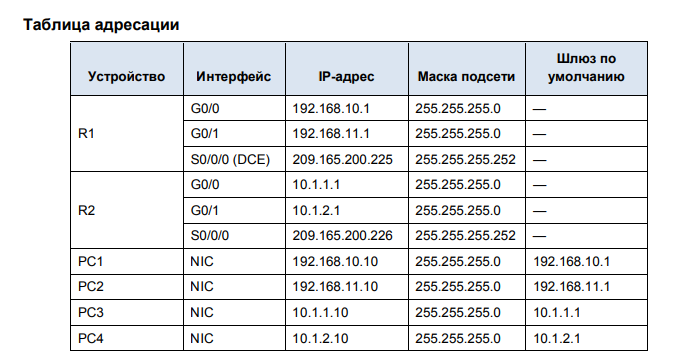 Таблица адресации
Устройство Интерфейс IP-адрес Маска подсети Шлюз по умолчанию
R1 G0/0 192.168.10.1 255.255.255.0 —
G0/1 192.168.11.1 255.255.255.0 —
S0/0/0 (DCE) 209.165.200.225 255.255.255.252 —
R2 G0/0 10.1.1.1 255.255.255.0 —
G0/1 10.1.2.1 255.255.255.0 —
S0/0/0 209.165.200.226 255.255.255.252 —
PC1 NIC 192.168.10.10 255.255.255.0 192.168.10.1
PC2 NIC 192.168.11.10 255.255.255.0 192.168.11.1
PC3 NIC 10.1.1.10 255.255.255.0 10.1.1.1
PC4 NIC 10.1.2.10 255.255.255.0 10.1.2.1